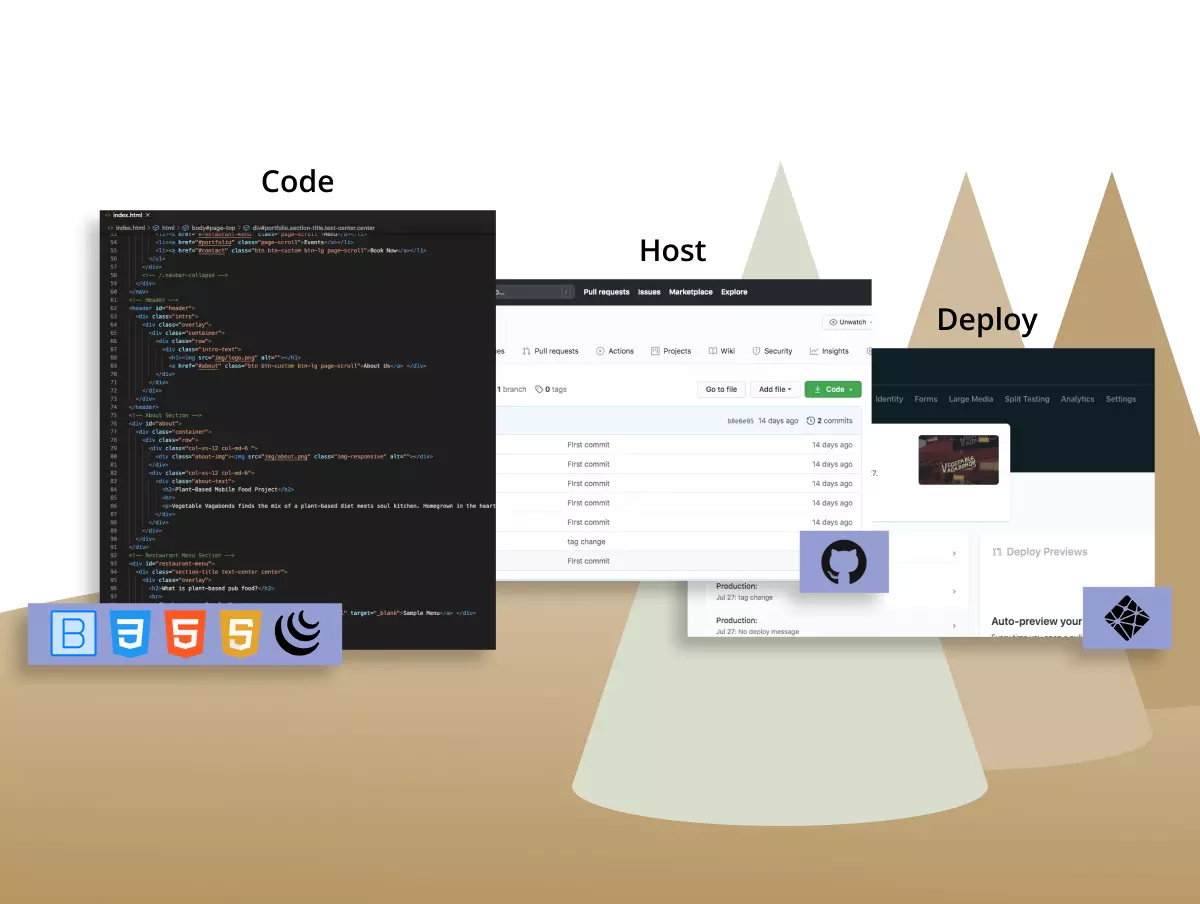 Code
index.html ×
index.html > html > body#page-top > div#portfolio.section-title.text-center.center
54 <li><a href="#portfolio" class="page-scroll">Events</a></li>
55 <li><a href="#contact" class="btn btn-custom btn-lg page-scroll">Book Now</a></li>
56 </ul>
57 </div>
58 <!-- /.navbar-collapse -->
59 </div>
60 </nav>
61 <!-- Header -->
62 <header id="header">
63 <div class="intro">
64 <div class="overlay">
65 <div class="container">
66 <div class="row">
67 <div class="intro-text">
68 <h1><img src="img/logo.png" alt=""></h1>
69 <a href="#about" class="btn btn-custom btn-lg page-scroll">About Us</a> </div>
70 </div>
71 </div>
72 </div>
73 </div>
74 </header>
75 <!-- About Section -->
76 <div id="about">
77 <div class="container">
78 <div class="row">
79 <div class="col-xs-12 col-md-6 ">
80 <div class="about-img"><img src="img/about.png" class="img-responsive" alt=""></div>
81 </div>
82 <div class="col-xs-12 col-md-6">
83 <div class="about-text">
84 <h2>Plant-Based Mobile Food Project</h2>
85 <hr>
86 <p>Vegetable Vagabonds finds the mix of a plant-based diet meets soul kitchen. Homegrown in the heart
87 </div>
88 </div>
89 </div>
90 </div>
91 </div>
92 <!-- Restaurant Menu Section -->
93 <div id="restaurant-menu">
94 <div class="section-title text-center center">
95 <div class="overlay">
96 <h2>What is plant-based pub food?</h2>
97 <hr>
target="_blank">Sample Menu</a> </div>
B 3 5 5
Host
o... /
Pull requests Issues Marketplace Explore
Unwatch
es Pull requests Actions Projects Wiki Security Insights
1 branch 0 tags Go to file Add file Code
b8e6e95 14 days ago 2 commits
First commit 14 days ago
First commit 14 days ago
First commit 14 days ago
First commit 14 days ago
First commit 14 days ago
tag change
First commit
Deploy
Identity Forms Large Media Split Testing Analytics Settings
7.
VEGETABLE VAGABONDS
Deploy Previews
Production:
Jul 27: tag change
Production:
Jul 27: No deploy message
Auto-preview your